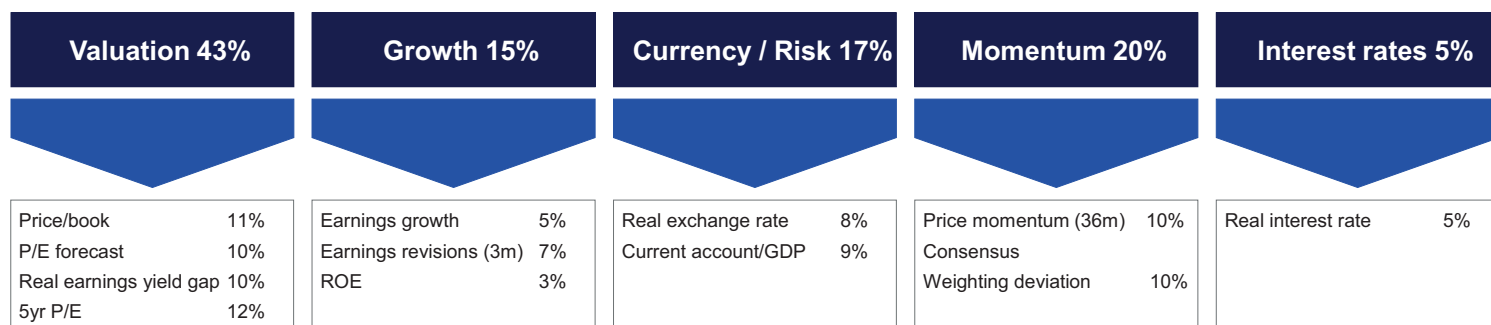 Valuation 43%
Growth 15%
Currency / Risk 17%
Momentum 20%
Interest rates 5%
Price/book 11%
P/E forecast 10%
Real earnings yield gap 10%
5yr P/E 12%
Earnings growth 5%
Earnings revisions (3m) 7%
ROE 3%
Real exchange rate 8%
Current account/GDP 9%
Price momentum (36m) 10%
Consensus
Weighting deviation 10%
Real interest rate 5%